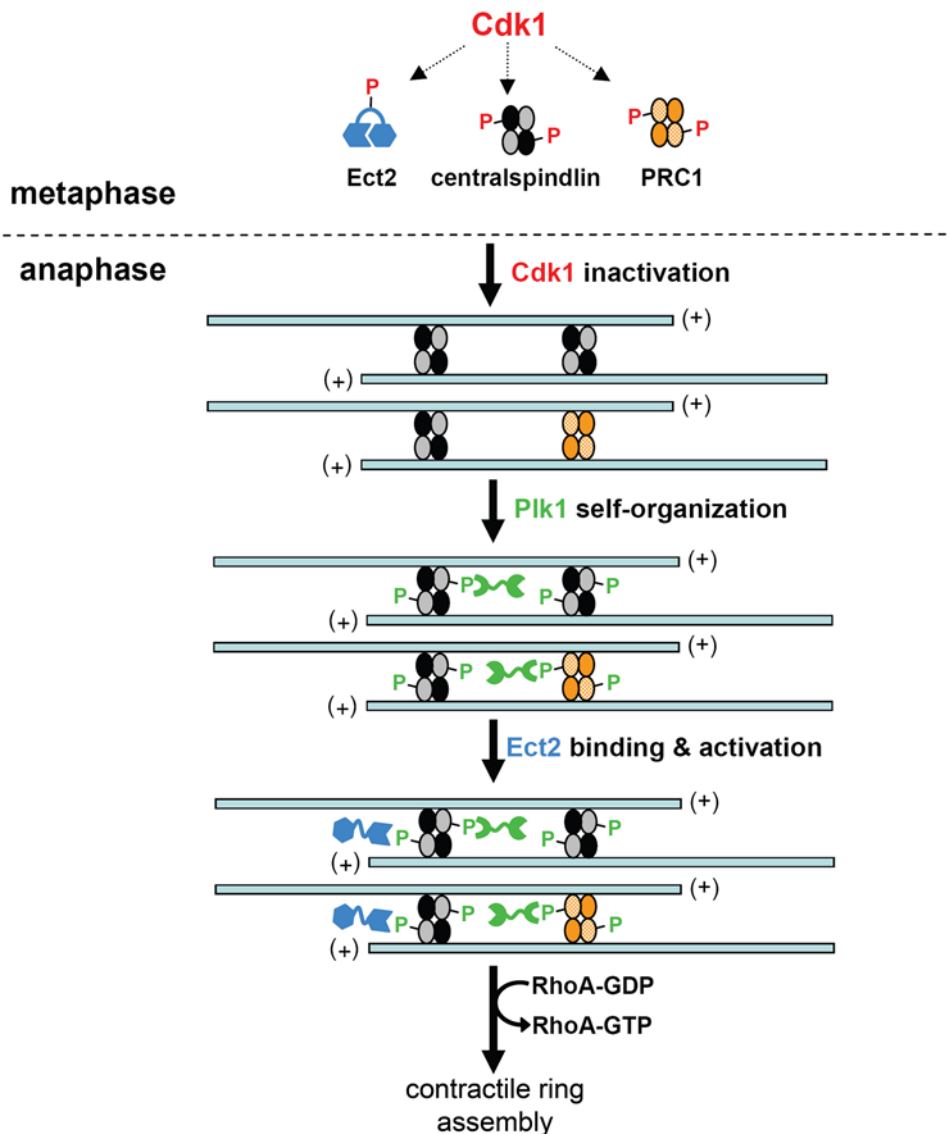 Cdk1
P
P P
P P
Ect2 centralspindlin PRC1
metaphase
anaphase
Cdk1 inactivation
(+)
(+)
(+)
(+)
Plk1 self-organization
(+)
P P P P
(+)
(+)
P P P P
(+)
Ect2 binding & activation
(+)
P P P P
(+)
(+)
P P P P
(+)
RhoA-GDP
RhoA-GTP
contractile ring
assembly